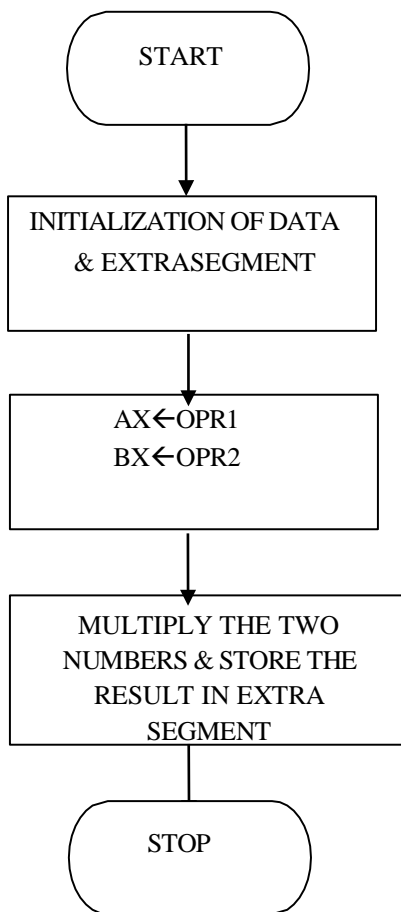 START
INITIALIZATION OF DATA
& EXTRASEGMENT
AX←OPR1
BX←OPR2
MULTIPLY THE TWO
NUMBERS & STORE THE
RESULT IN EXTRA
SEGMENT
STOP